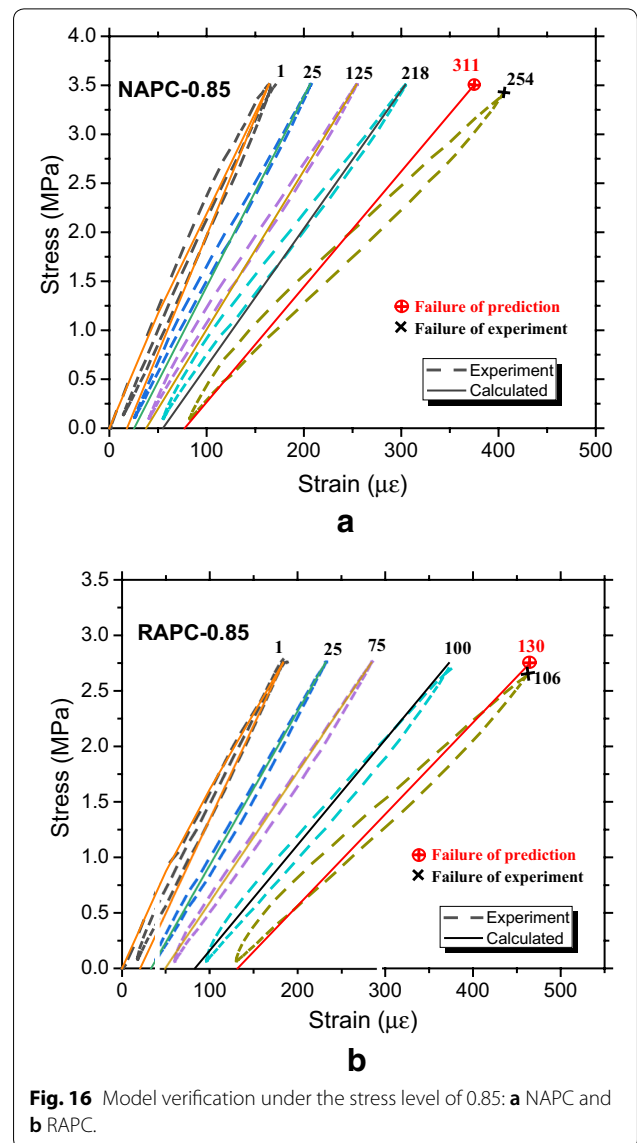 4.0
3.5
3.0
2.5
2.0
1.5
1.0
0.5
0.0
Stress (MPa)
NAPC-0.85
1
25
125
218
311
254
Failure of prediction
Failure of experiment
Experiment
Calculated
0
100
200
300
400
500
Strain (με)
a
3.5
3.0
2.5
2.0
1.5
1.0
0.5
0.0
Stress (MPa)
RAPC-0.85
1
25
75
100
130
106
Failure of prediction
Failure of experiment
Experiment
Calculated
0
100
200
300
400
500
Strain (με)
b
Fig. 16 Model verification under the stress level of 0.85: a NAPC and
b RAPC.